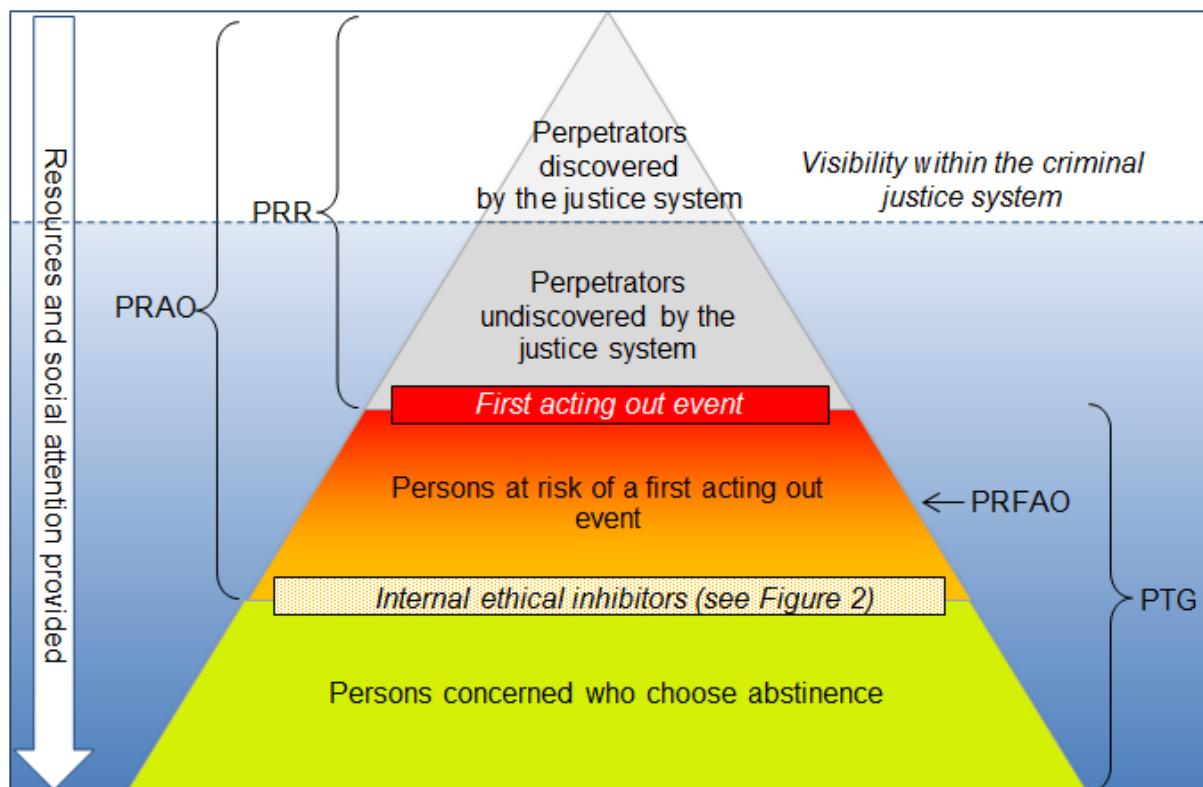 Resources and social attention provided
Perpetrators
discovered
by the justice system
Visibility within the criminal
justice system
PRR
Perpetrators
undiscovered by the
justice system
PRAO
First acting out event
Persons at risk of a first acting out
event
PRFAO
Internal ethical inhibitors (see Figure 2)
PTG
Persons concerned who choose abstinence